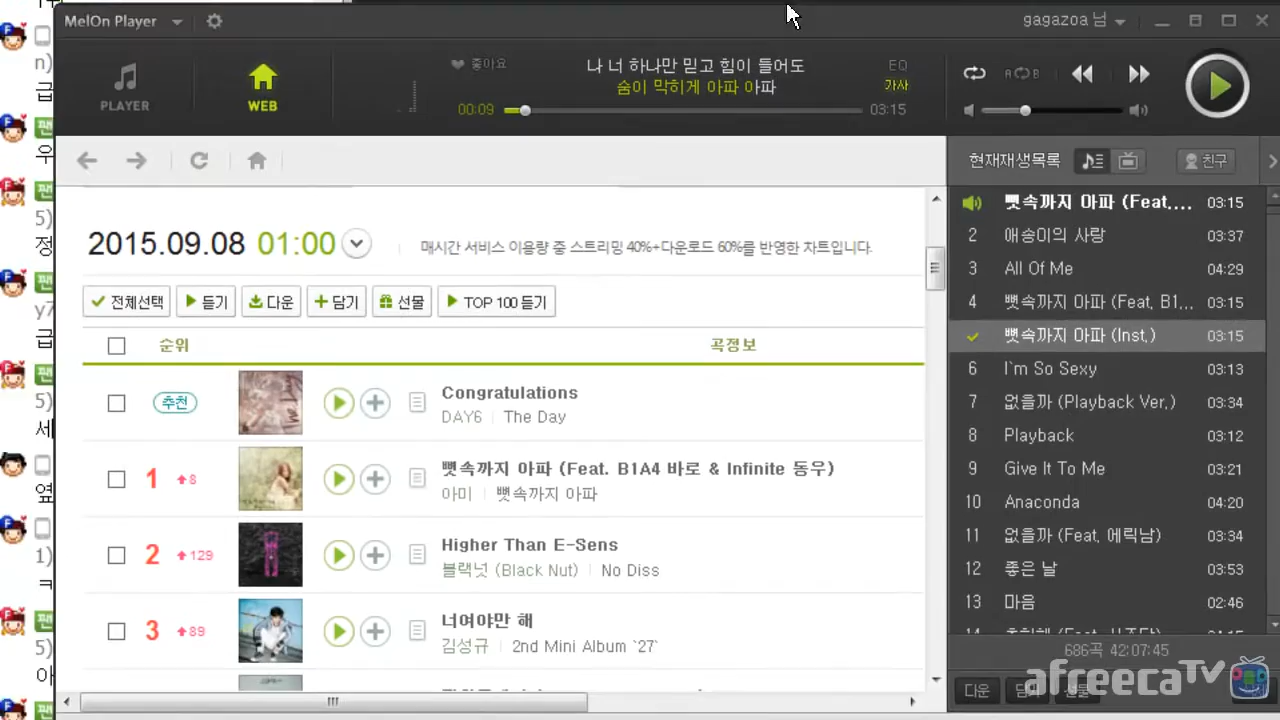 MelOn Player
gagazoa 님
PLAYER
WEB
좋아요
나 너 하나만 믿고 힘이 들어도
숨이 막히게 아파 아파
EQ
가사
00:09
03:15
A B
현재재생목록
친구
2015.09.08 01:00
매시간 서비스 이용량 중 스트리밍 40%+다운로드 60%를 반영한 차트입니다.
전체선택
듣기
다운
담기
선물
TOP 100 듣기
순위
곡정보
추천
Congratulations
DAY6 | The Day
1
8
뼛속까지 아파 (Feat. B1A4 바로 & Infinite 동우)
아미 | 뼛속까지 아파
2
129
Higher Than E-Sens
블랙넛 (Black Nut) | No Diss
3
89
너여야만 해
김성규 | 2nd Mini Album `27`
뼛속까지 아파 (Feat.... 03:15
2 애송이의 사랑 03:37
3 All Of Me 04:29
4 뼛속까지 아파 (Feat, B1... 03:15
뼛속까지 아파 (Inst,) 03:15
6 I`m So Sexy 03:13
7 없을까 (Playback Ver,) 03:34
8 Playback 03:12
9 Give It To Me 03:21
10 Anaconda 04:20
11 없을까 (Feat, 에릭남) 03:34
12 좋은 날 03:53
13 마음 02:46
686곡 42:07:45
다운
afreecaTV
n)
급
우
5)
정
y7
급
5)
세
옆
1)
ㅋ
5)
아